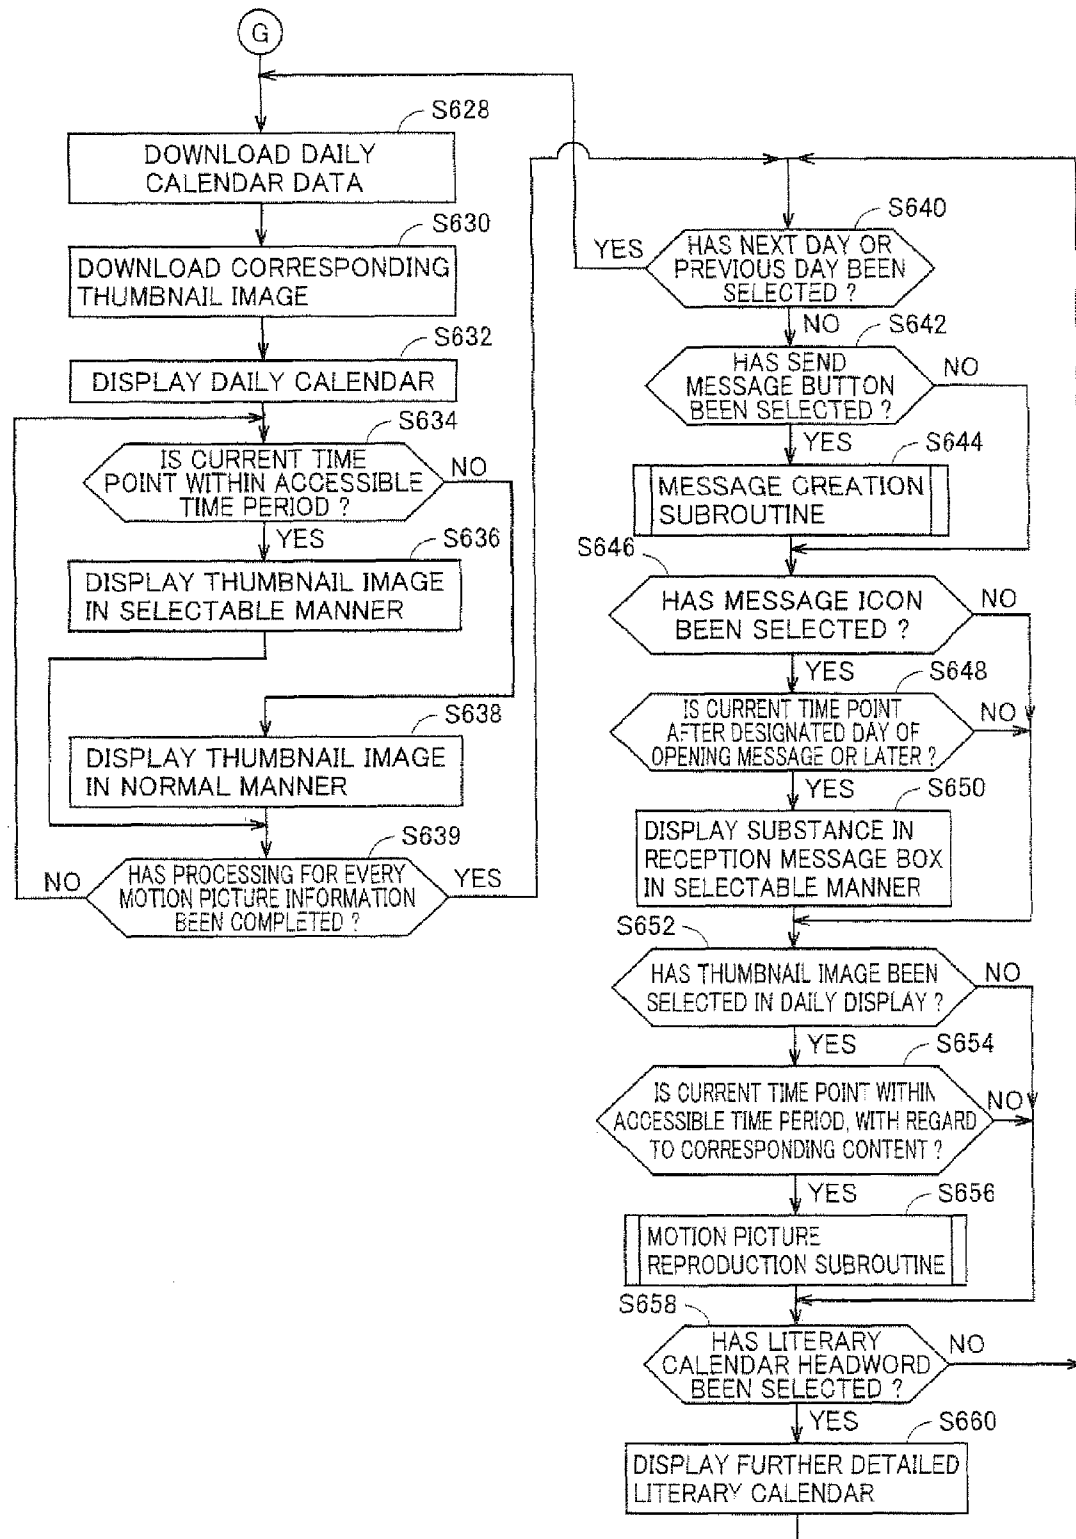 G
S628
DOWNLOAD DAILY
CALENDAR DATA
S630
DOWNLOAD CORRESPONDING
THUMBNAIL IMAGE
S632
DISPLAY DAILY CALENDAR
S634
IS CURRENT TIME
POINT WITHIN ACCESSIBLE
TIME PERIOD ?
NO
YES
S636
DISPLAY THUMBNAIL IMAGE
IN SELECTABLE MANNER
S638
DISPLAY THUMBNAIL IMAGE
IN NORMAL MANNER
S639
NO
HAS PROCESSING FOR EVERY
MOTION PICTURE INFORMATION
BEEN COMPLETED ?
YES
S640
YES
HAS NEXT DAY OR
PREVIOUS DAY BEEN
SELECTED ?
NO
S642
HAS SEND
MESSAGE BUTTON
BEEN SELECTED ?
NO
YES
S644
MESSAGE CREATION
SUBROUTINE
S646
HAS MESSAGE ICON
BEEN SELECTED ?
NO
YES
S648
IS CURRENT TIME POINT
AFTER DESIGNATED DAY OF
OPENING MESSAGE OR LATER ?
NO
YES
S650
DISPLAY SUBSTANCE IN
RECEPTION MESSAGE BOX
IN SELECTABLE MANNER
S652
HAS THUMBNAIL IMAGE BEEN
SELECTED IN DAILY DISPLAY ?
NO
YES
S654
IS CURRENT TIME POINT WITHIN
ACCESSIBLE TIME PERIOD, WITH REGARD
TO CORRESPONDING CONTENT ?
NO
YES
S656
MOTION PICTURE
REPRODUCTION SUBROUTINE
S658
HAS LITERARY
CALENDAR HEADWORD
BEEN SELECTED ?
NO
YES
S660
DISPLAY FURTHER DETAILED
LITERARY CALENDAR